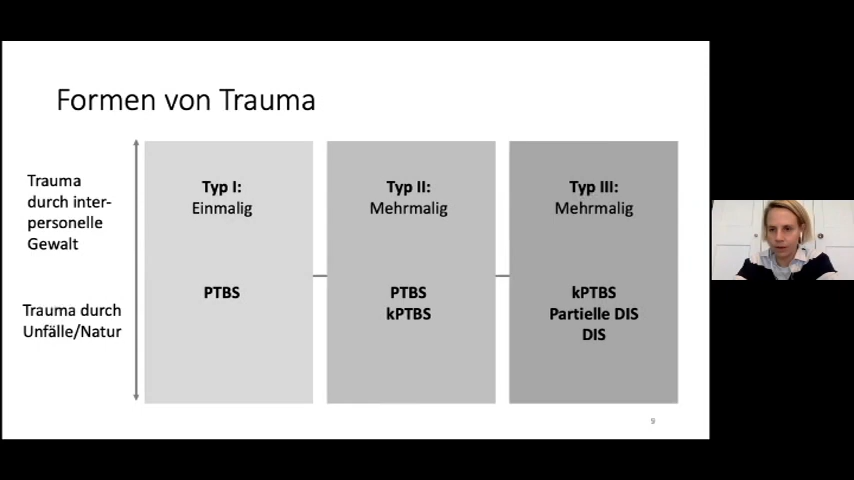 Formen von Trauma
Trauma
durch inter-
personelle
Gewalt
Trauma durch
Unfälle/Natur
Typ I:
Einmalig
PTBS
Typ II:
Mehrmalig
PTBS
kPTBS
Typ III:
Mehrmalig
kPTBS
Partielle DIS
DIS
9